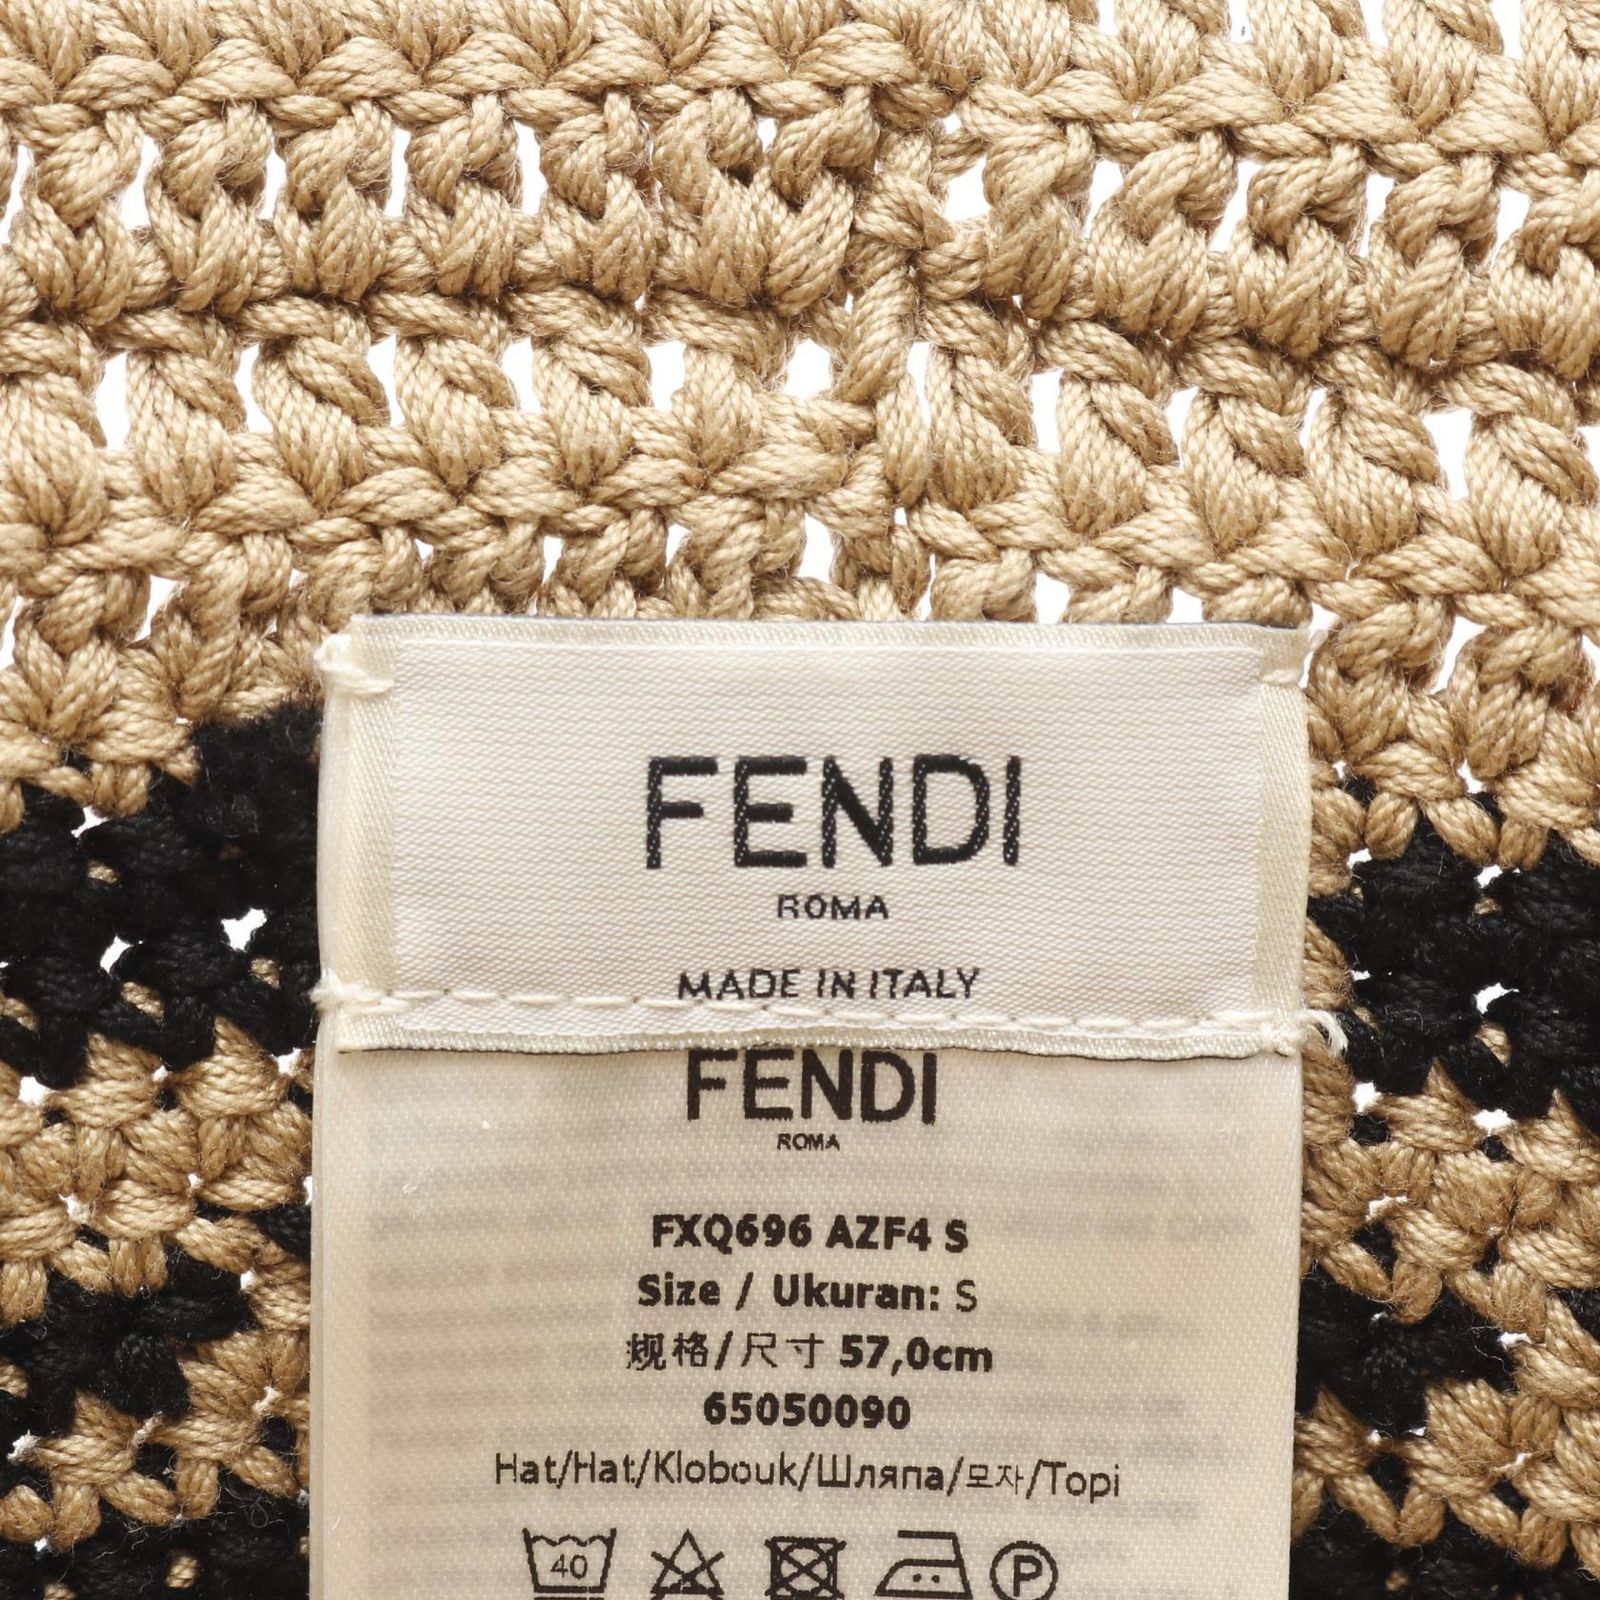 FENDI
ROMA
MADE IN ITALY
FENDI
ROMA
FXQ696 AZF4 S
Size / Ukuran: S
规格/尺寸 57,0cm
65050090
Hat/Hat/Klobouk/Шляпа/모자/Topi
40
P